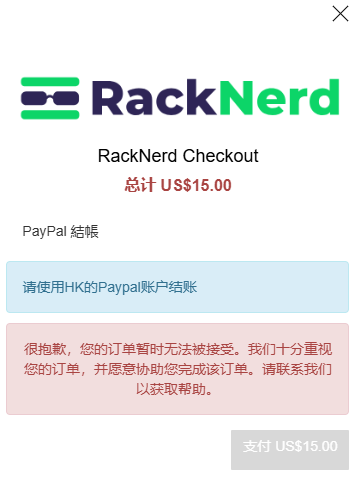 RackNerd
RackNerd Checkout
总计 US$15.00
PayPal 結帳
请使用HK的Paypal账户结账
很抱歉，您的订单暂时无法被接受。我们十分重视
您的订单，并愿意协助您完成该订单。请联系我们
以获取帮助。
支付 US$15.00